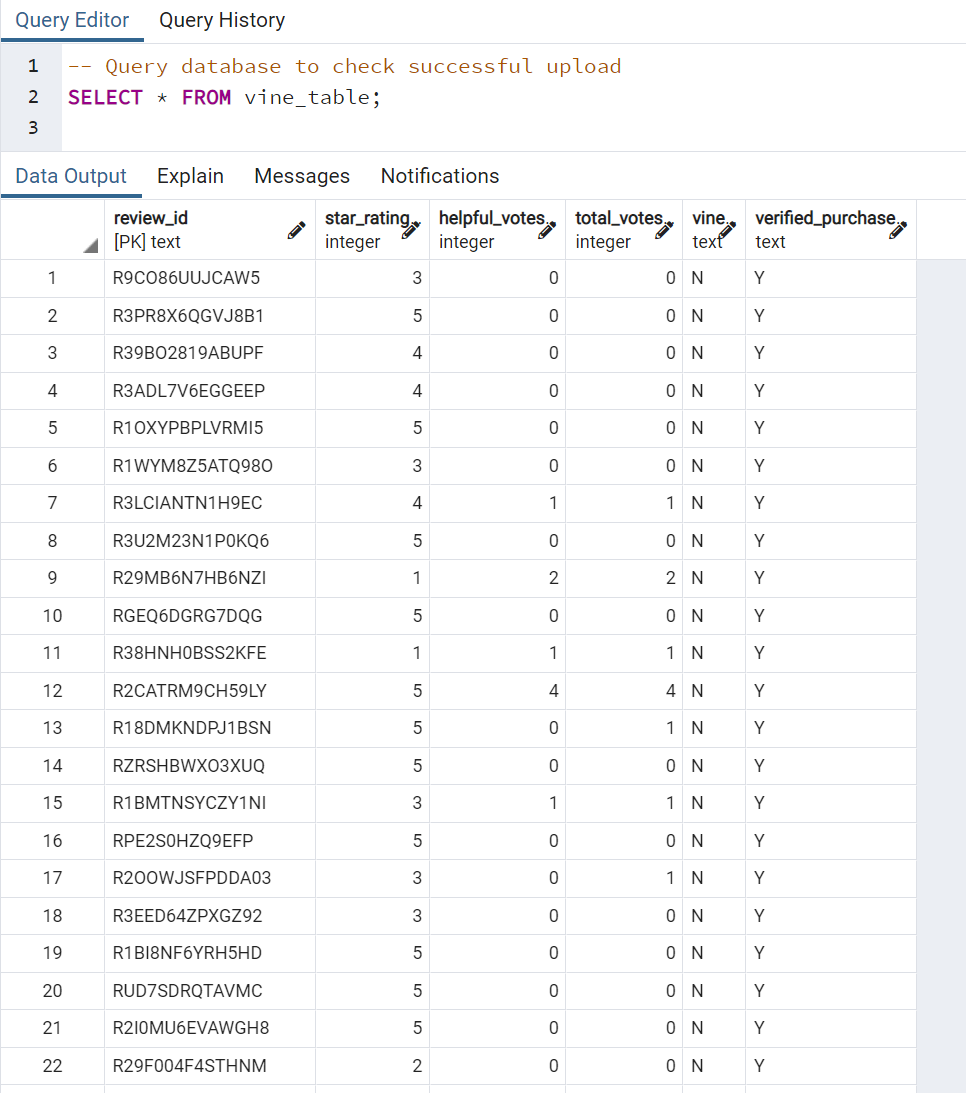 Query Editor Query History
1 -- Query database to check successful upload
2 SELECT * FROM vine_table;
3
Data Output Explain Messages Notifications
review_id star_rating helpful_votes total_votes vine verified_purchase
[PK] text integer integer integer text text
1 R9CO86UUJCAW5 3 0 0 N Y
2 R3PR8X6QGVJ8B1 5 0 0 N Y
3 R39BO2819ABUPF 4 0 0 N Y
4 R3ADL7V6EGGEEP 4 0 0 N Y
5 R1OXYPBPLVRMI5 5 0 0 N Y
6 R1WYM8Z5ATQ98O 3 0 0 N Y
7 R3LCIANTN1H9EC 4 1 1 N Y
8 R3U2M23N1P0KQ6 5 0 0 N Y
9 R29MB6N7HB6NZI 1 2 2 N Y
10 RGEQ6DGRG7DQG 5 0 0 N Y
11 R38HNH0BSS2KFE 1 1 1 N Y
12 R2CATRM9CH59LY 5 4 4 N Y
13 R18DMKNDPJ1BSN 5 0 1 N Y
14 RZRSHBWXO3XUQ 5 0 0 N Y
15 R1BMTNSYCZY1NI 3 1 1 N Y
16 RPE2S0HZQ9EFP 5 0 0 N Y
17 R2OOWJSFPDDA03 3 0 1 N Y
18 R3EED64ZPXGZ92 3 0 0 N Y
19 R1BI8NF6YRH5HD 5 0 0 N Y
20 RUD7SDRQTAVMC 5 0 0 N Y
21 R2I0MU6EVAWGH8 5 0 0 N Y
22 R29F004F4STHNM 2 0 0 N Y